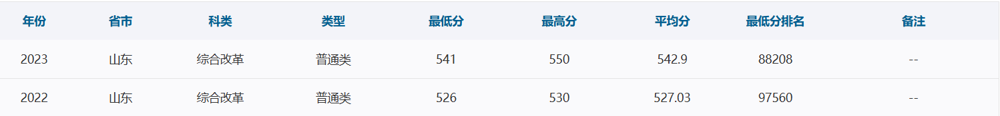 年份 省市 科类 类型 最低分 最高分 平均分 最低分排名 备注
2023 山东 综合改革 普通类 541 550 542.9 88208 --
2022 山东 综合改革 普通类 526 530 527.03 97560 --